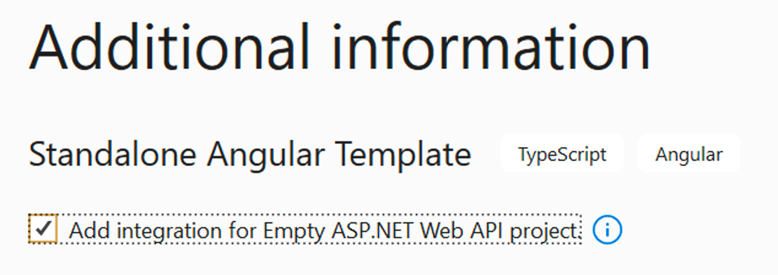 Additional information
Standalone Angular Template TypeScript Angular
Add integration for Empty ASP.NET Web API project.